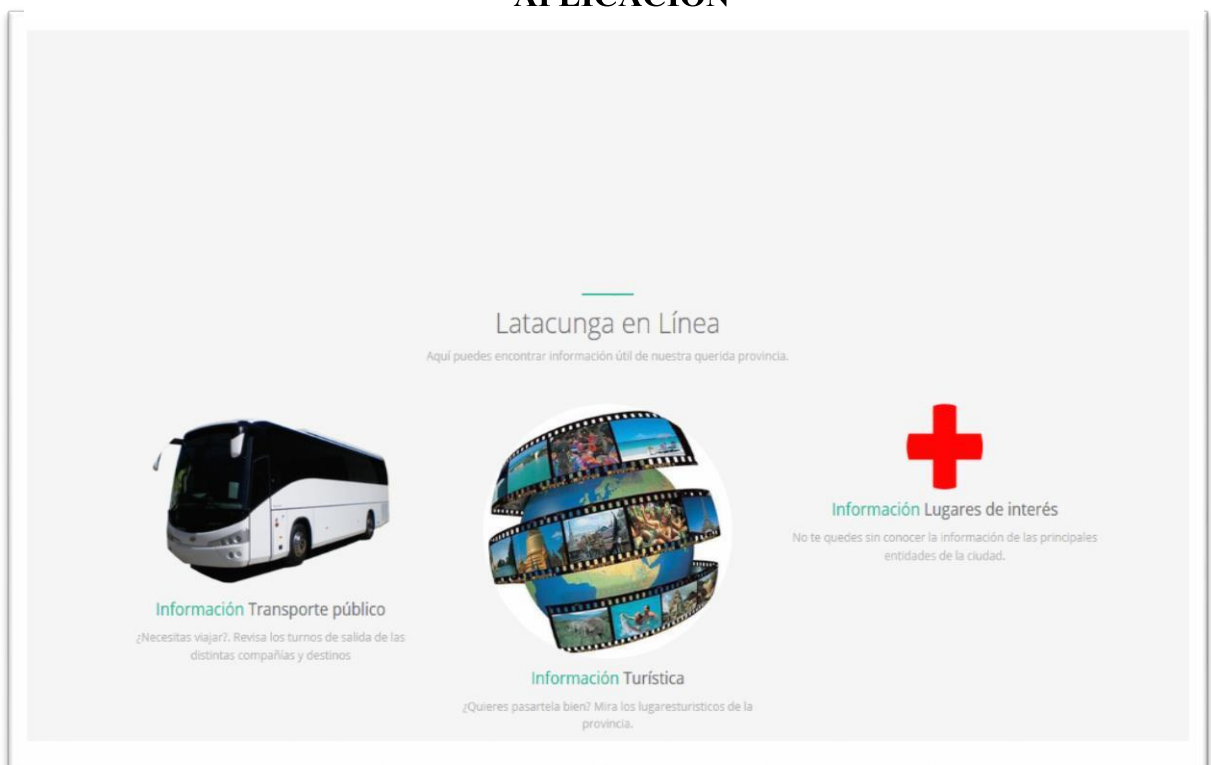 APLICACIÓN
Latacunga en Línea
Aquí puedes encontrar información útil de nuestra querida provincia.
Información Transporte público
¿Necesitas viajar?. Revisa los turnos de salida de las
distintas compañías y destinos
Información Turística
¿Quieres pasartela bien? Mira los lugaresturisticos de la
provincia.
Información Lugares de interés
No te quedes sin conocer la información de las principales
entidades de la ciudad.